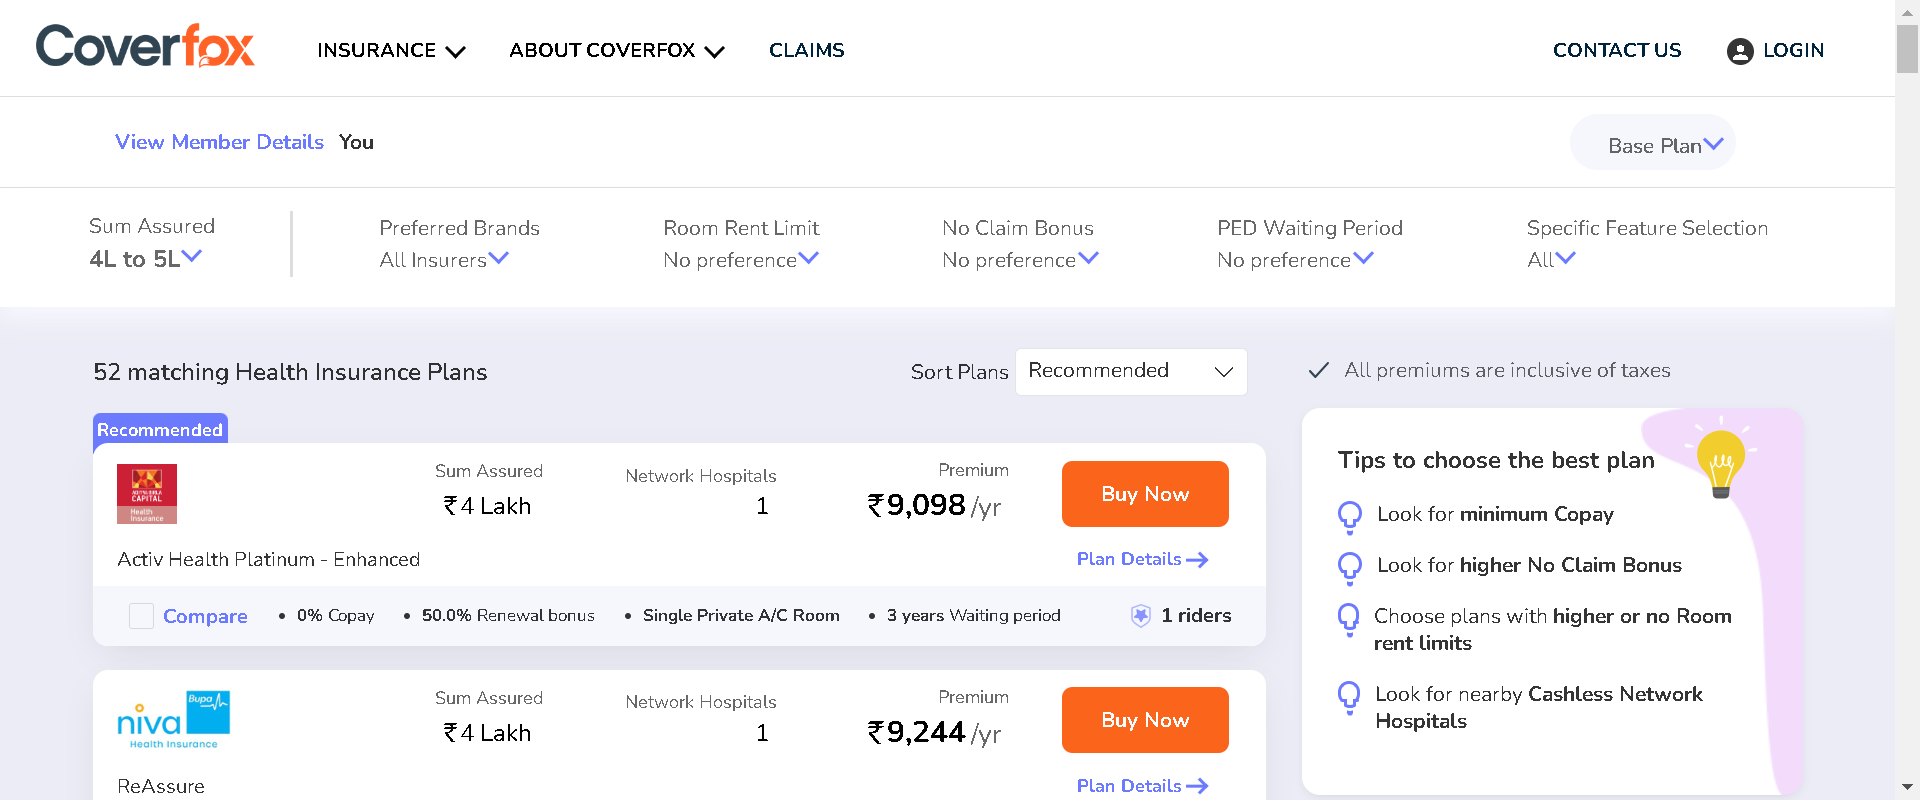 Coverfox
INSURANCE
ABOUT COVERFOX
CLAIMS
CONTACT US
LOGIN
View Member Details You
Base Plan
Sum Assured
4L to 5L
Preferred Brands
All Insurers
Room Rent Limit
No preference
No Claim Bonus
No preference
PED Waiting Period
No preference
Specific Feature Selection
All
52 matching Health Insurance Plans
Sort Plans
Recommended
All premiums are inclusive of taxes
Recommended
ADITYA BIRLA
CAPITAL
Health
Insurance
Sum Assured
₹4 Lakh
Network Hospitals
1
Premium
₹9,098 /yr
Buy Now
Activ Health Platinum - Enhanced
Plan Details
Compare
• 0% Copay
• 50.0% Renewal bonus
• Single Private A/C Room
• 3 years Waiting period
1 riders
niva
Bupa
Health Insurance
Sum Assured
₹4 Lakh
Network Hospitals
1
Premium
₹9,244 /yr
Buy Now
ReAssure
Plan Details
Tips to choose the best plan
Look for minimum Copay
Look for higher No Claim Bonus
Choose plans with higher or no Room
rent limits
Look for nearby Cashless Network
Hospitals